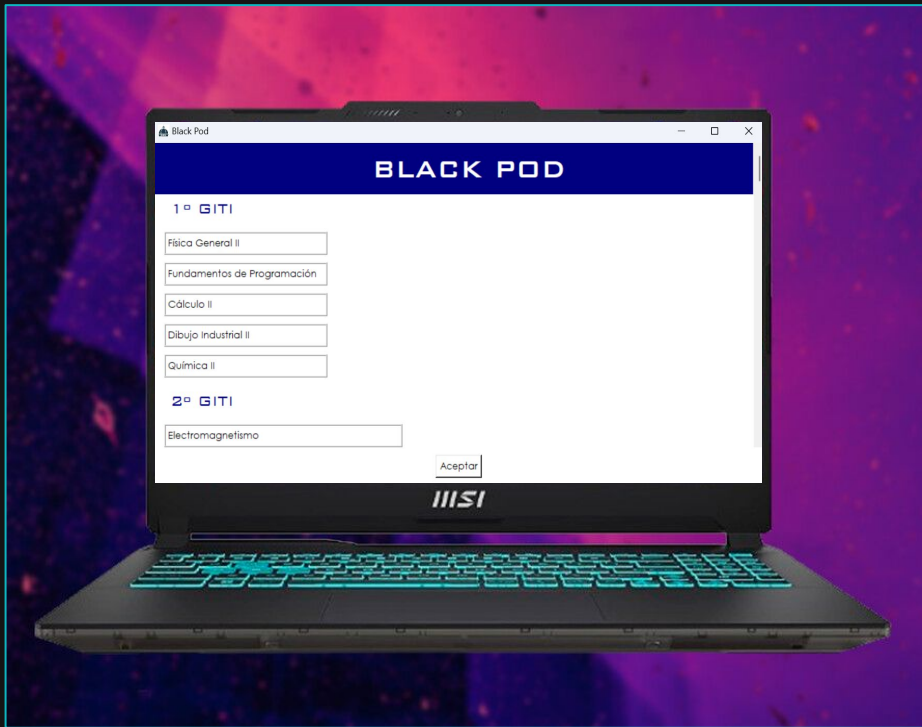 Black Pod
BLACK POD
1º GITI
Física General II
Fundamentos de Programación
Cálculo II
Dibujo Industrial II
Química II
2º GITI
Electromagnetismo
Aceptar
msi